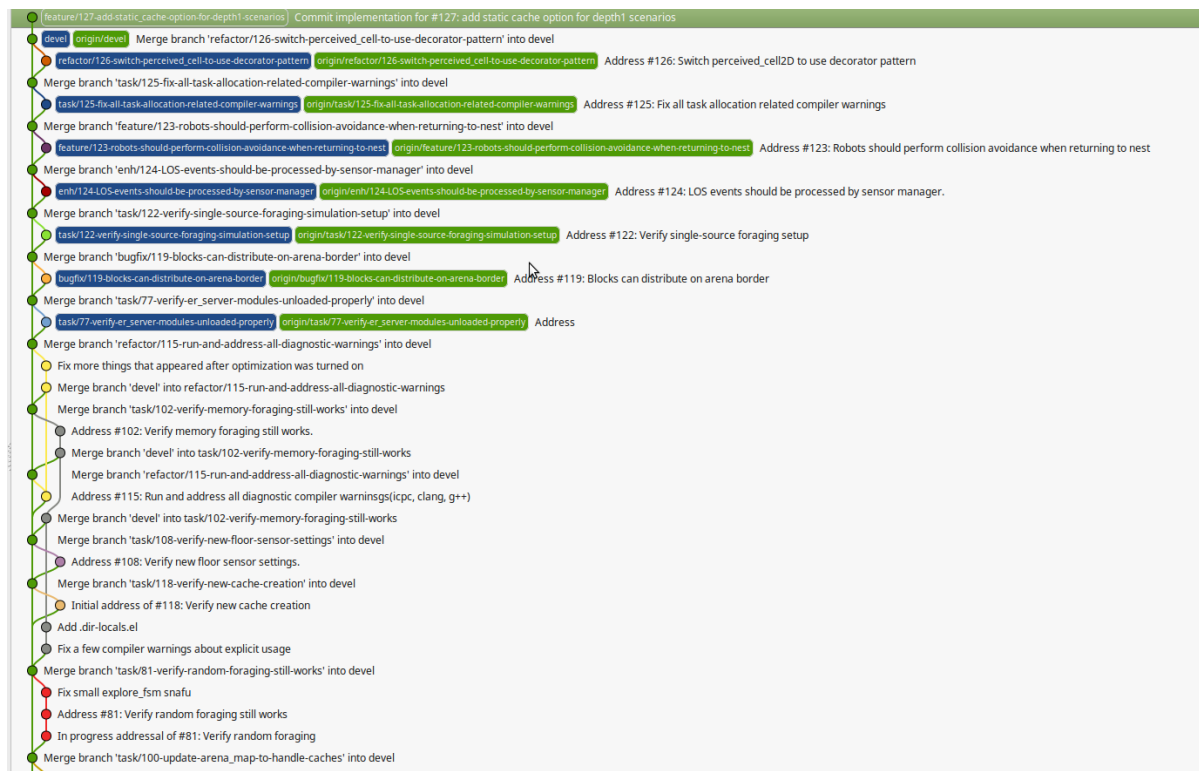 feature/127-add-static_cache-option-for-depth1-scenarios Commit implementation for #127: add static cache option for depth1 scenarios
devel origin/devel Merge branch 'refactor/126-switch-perceived_cell-to-use-decorator-pattern' into devel
refactor/126-switch-perceived_cell-to-use-decorator-pattern origin/refactor/126-switch-perceived_cell-to-use-decorator-pattern Address #126: Switch perceived_cell2D to use decorator pattern
Merge branch 'task/125-fix-all-task-allocation-related-compiler-warnings' into devel
task/125-fix-all-task-allocation-related-compiler-warnings origin/task/125-fix-all-task-allocation-related-compiler-warnings Address #125: Fix all task allocation related compiler warnings
Merge branch 'feature/123-robots-should-perform-collision-avoidance-when-returning-to-nest' into devel
feature/123-robots-should-perform-collision-avoidance-when-returning-to-nest origin/feature/123-robots-should-perform-collision-avoidance-when-returning-to-nest Address #123: Robots should perform collision avoidance when returning to nest
Merge branch 'enh/124-LOS-events-should-be-processed-by-sensor-manager' into devel
enh/124-LOS-events-should-be-processed-by-sensor-manager origin/enh/124-LOS-events-should-be-processed-by-sensor-manager Address #124: LOS events should be processed by sensor manager.
Merge branch 'task/122-verify-single-source-foraging-simulation-setup' into devel
task/122-verify-single-source-foraging-simulation-setup origin/task/122-verify-single-source-foraging-simulation-setup Address #122: Verify single-source foraging setup
Merge branch 'bugfix/119-blocks-can-distribute-on-arena-border' into devel
bugfix/119-blocks-can-distribute-on-arena-border origin/bugfix/119-blocks-can-distribute-on-arena-border Address #119: Blocks can distribute on arena border
Merge branch 'task/77-verify-er_server-modules-unloaded-properly' into devel
task/77-verify-er_server-modules-unloaded-properly origin/task/77-verify-er_server-modules-unloaded-properly Address
Merge branch 'refactor/115-run-and-address-all-diagnostic-warnings' into devel
Fix more things that appeared after optimization was turned on
Merge branch 'devel' into refactor/115-run-and-address-all-diagnostic-warnings
Merge branch 'task/102-verify-memory-foraging-still-works' into devel
Address #102: Verify memory foraging still works.
Merge branch 'devel' into task/102-verify-memory-foraging-still-works
Merge branch 'refactor/115-run-and-address-all-diagnostic-warnings' into devel
Address #115: Run and address all diagnostic compiler warninsgs(icpc, clang, g++)
Merge branch 'devel' into task/102-verify-memory-foraging-still-works
Merge branch 'task/108-verify-new-floor-sensor-settings' into devel
Address #108: Verify new floor sensor settings.
Merge branch 'task/118-verify-new-cache-creation' into devel
Initial address of #118: Verify new cache creation
Add .dir-locals.el
Fix a few compiler warnings about explicit usage
Merge branch 'task/81-verify-random-foraging-still-works' into devel
Fix small explore_fsm snafu
Address #81: Verify random foraging still works
In progress addressal of #81: Verify random foraging
Merge branch 'task/100-update-arena_map-to-handle-caches' into devel